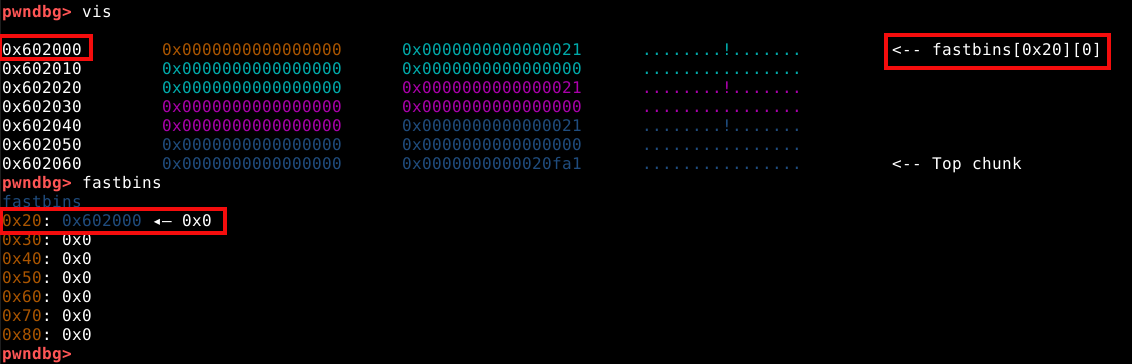 pwndbg> vis
0x602000 0x0000000000000000 0x0000000000000021 ........!....... <-- fastbins[0x20][0]
0x602010 0x0000000000000000 0x0000000000000000 ................
0x602020 0x0000000000000000 0x0000000000000021 ........!.......
0x602030 0x0000000000000000 0x0000000000000000 ................
0x602040 0x0000000000000000 0x0000000000000021 ........!.......
0x602050 0x0000000000000000 0x0000000000000000 ................
0x602060 0x0000000000000000 0x0000000000020fa1 ................ <-- Top chunk
pwndbg> fastbins
fastbins
0x20: 0x602000 ◂— 0x0
0x30: 0x0
0x40: 0x0
0x50: 0x0
0x60: 0x0
0x70: 0x0
0x80: 0x0
pwndbg>